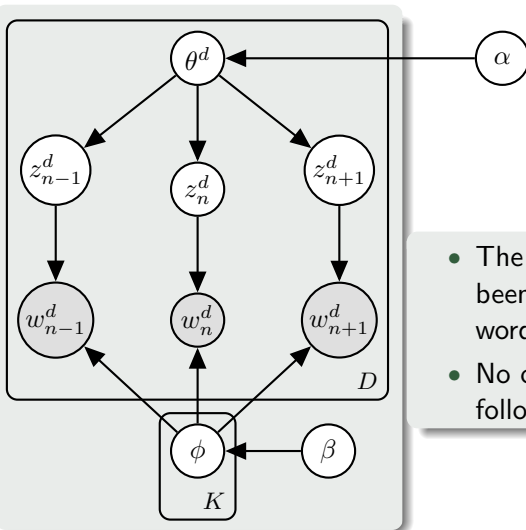 θ^d α
z^d_{n−1} z^d_n z^d_{n+1}
w^d_{n−1} w^d_n w^d_{n+1}
D
ϕ β
K
• The
been
word
• No
follo